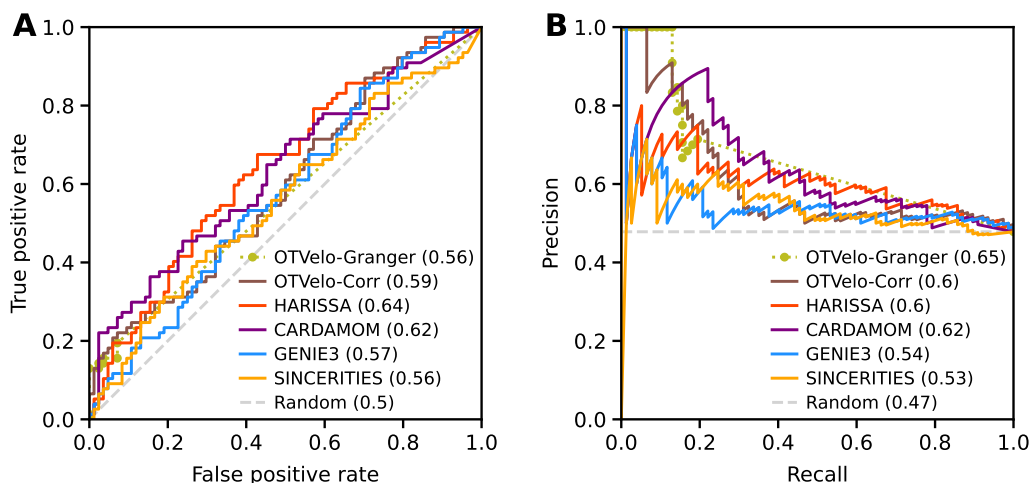 A
1.0
0.8
0.6
0.4
0.2
0.0
True positive rate
0.0 0.2 0.4 0.6 0.8 1.0
False positive rate
OTVelo-Granger (0.56)
OTVelo-Corr (0.59)
HARISSA (0.64)
CARDAMOM (0.62)
GENIE3 (0.57)
SINCERITIES (0.56)
Random (0.5)
B
1.0
0.8
0.6
0.4
0.2
0.0
Precision
0.0 0.2 0.4 0.6 0.8 1.0
Recall
OTVelo-Granger (0.65)
OTVelo-Corr (0.6)
HARISSA (0.6)
CARDAMOM (0.62)
GENIE3 (0.54)
SINCERITIES (0.53)
Random (0.47)